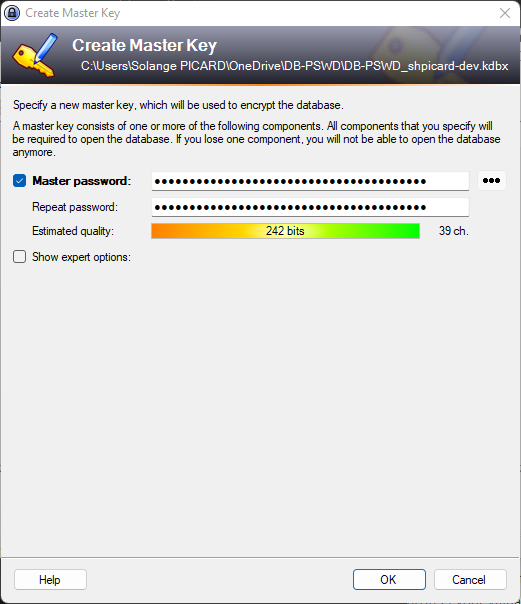 Create Master Key
Create Master Key
C:\Users\Solange PICARD\OneDrive\DB-PSWD\DB-PSWD_shpicard-dev.kdbx
Specify a new master key, which will be used to encrypt the database.
A master key consists of one or more of the following components. All components that you specify will
be required to open the database. If you lose one component, you will not be able to open the database
anymore.
Master password: ●●●●●●●●●●●●●●●●●●●●●●●●●●●●●●●●●●●●●●● ●●●
Repeat password: ●●●●●●●●●●●●●●●●●●●●●●●●●●●●●●●●●●●●●●●
Estimated quality: 242 bits 39 ch.
Show expert options:
Help OK Cancel